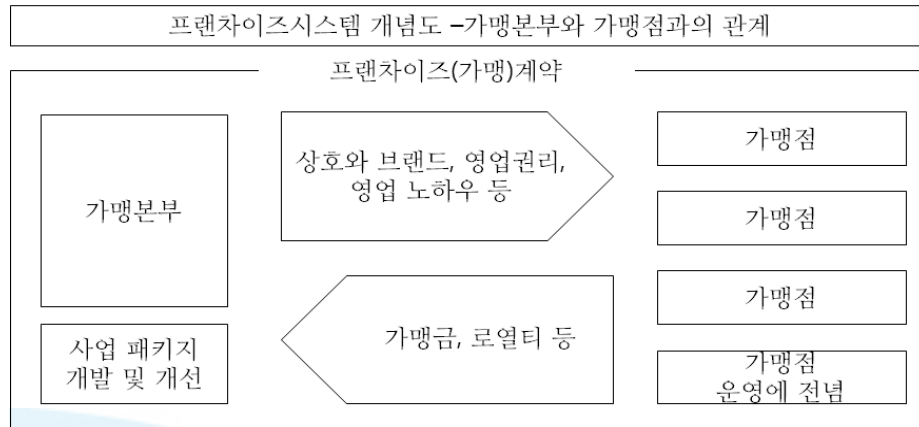 프랜차이즈시스템 개념도 –가맹본부와 가맹점과의 관계
프랜차이즈(가맹)계약
가맹본부
사업 패키지
개발 및 개선
상호와 브랜드, 영업권리,
영업 노하우 등
가맹금, 로열티 등
가맹점
가맹점
가맹점
가맹점
운영에 전념